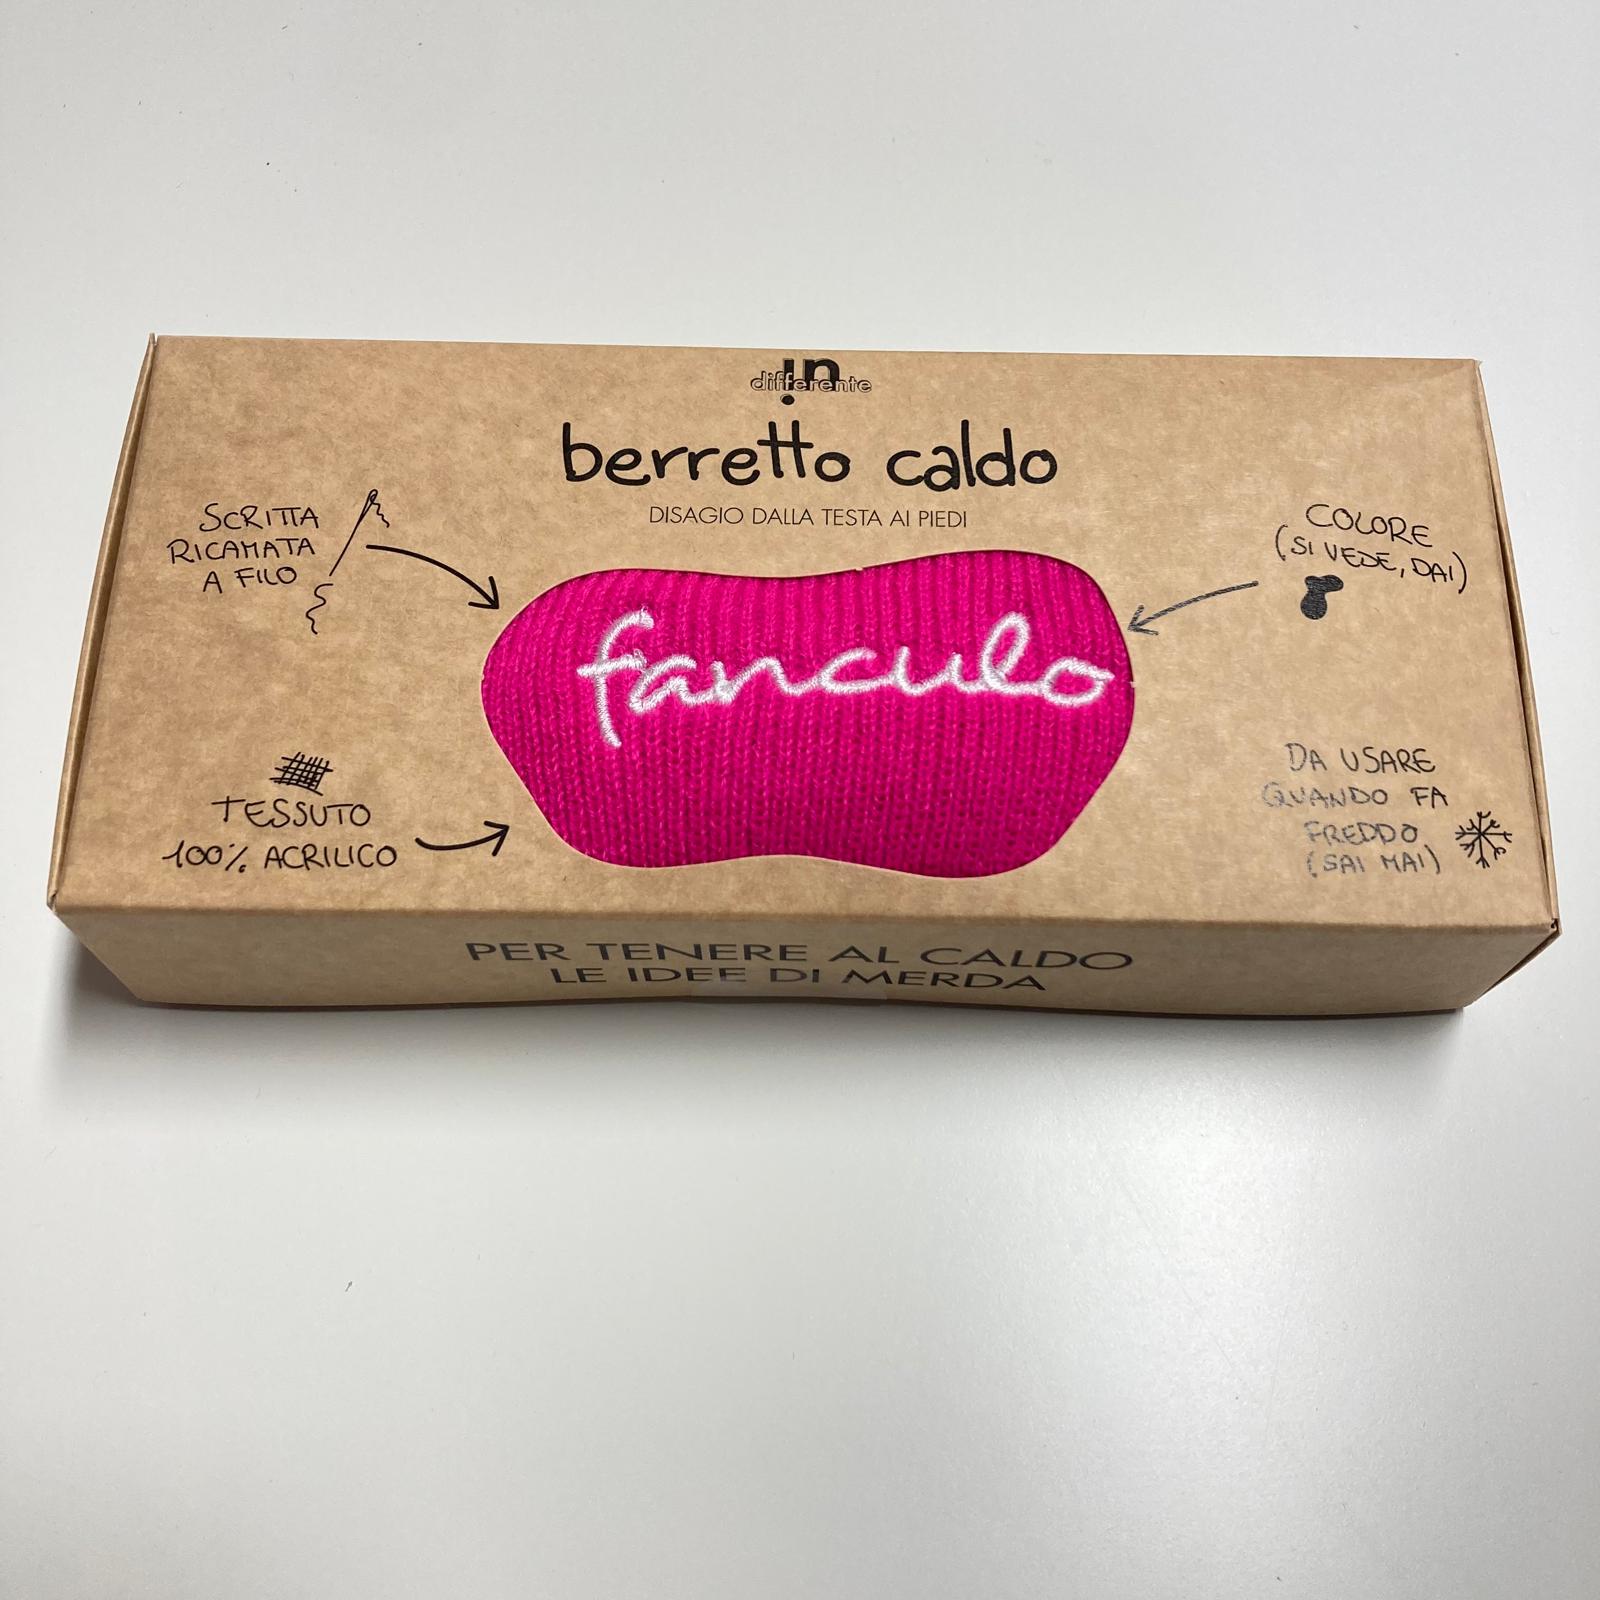 in
differente
berretto caldo
DISAGIO DALLA TESTA AI PIEDI
SCRITTA
RICAMATA
A FILO
COLORE
(SI VEDE, DAI)
fanculo
TESSUTO
100% ACRILICO
DA USARE
QUANDO FA
FREDDO
(SAI MAI)
PER TENERE AL CALDO
LE IDEE DI MERDA